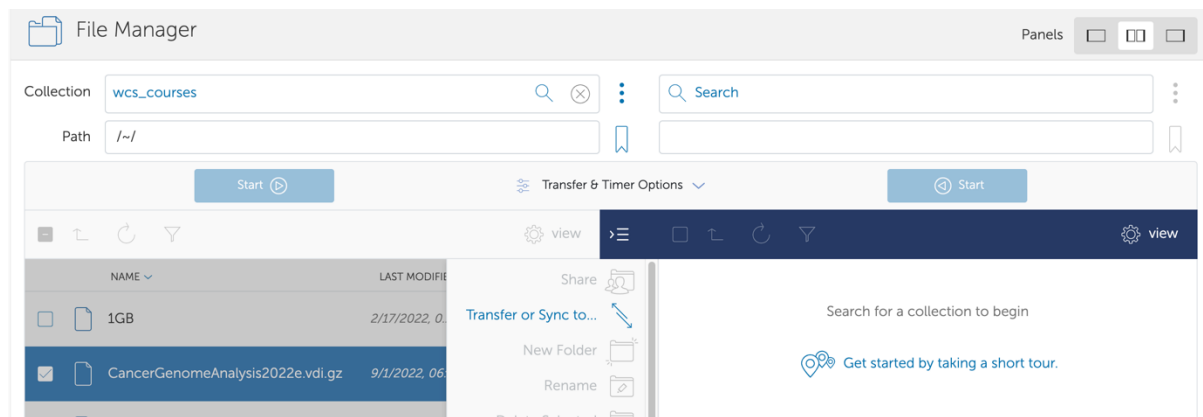 File Manager
Panels
Collection wcs_courses Search
Path /~/
Start Transfer & Timer Options Start
view view
NAME LAST MODIFIE
Share
1GB 2/17/2022, 0...
Transfer or Sync to...
Search for a collection to begin
New Folder
Get started by taking a short tour.
CancerGenomeAnalysis2022e.vdi.gz 9/1/2022, 06:
Rename
Delete Selected